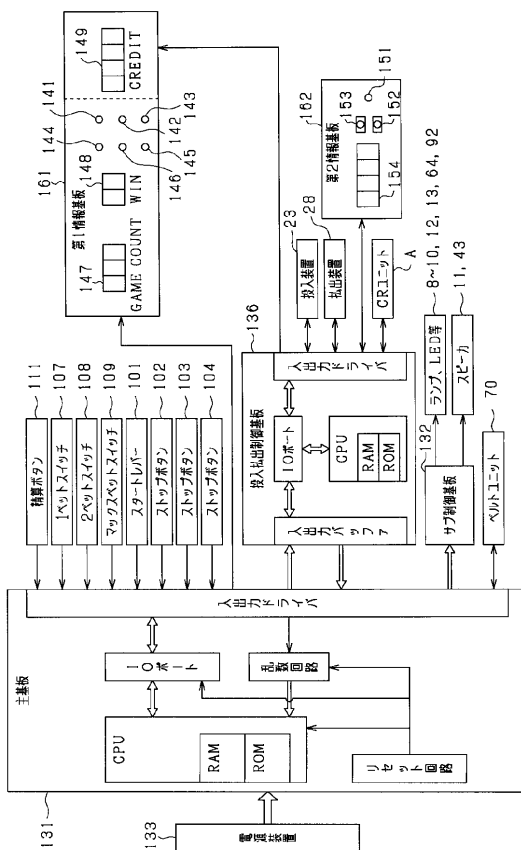 主基板
131
CPU
RAM
ROM
IOポート
乱数回路
リセット回路
入出力ドライバ
133
電源装置
精算ボタン
111
1ベットスイッチ
107
2ベットスイッチ
108
マックスベットスイッチ
109
スタートレバー
101
ストップボタン
102
ストップボタン
103
ストップボタン
104
161
第1情報基板
147
GAME COUNT
148
WIN
144
141
146
142
145
143
149
CREDIT
136
投入払出制御基板
入出力バッファ
IOポート
CPU
RAM
ROM
入出力ドライバ
23
投入装置
28
払出装置
CRユニット
A
162
第2情報基板
153
151
152
154
132
サブ制御基板
ランプ、LED等
8~10, 12, 13, 64, 92
スピーカ
11, 43
ベルトユニット
70